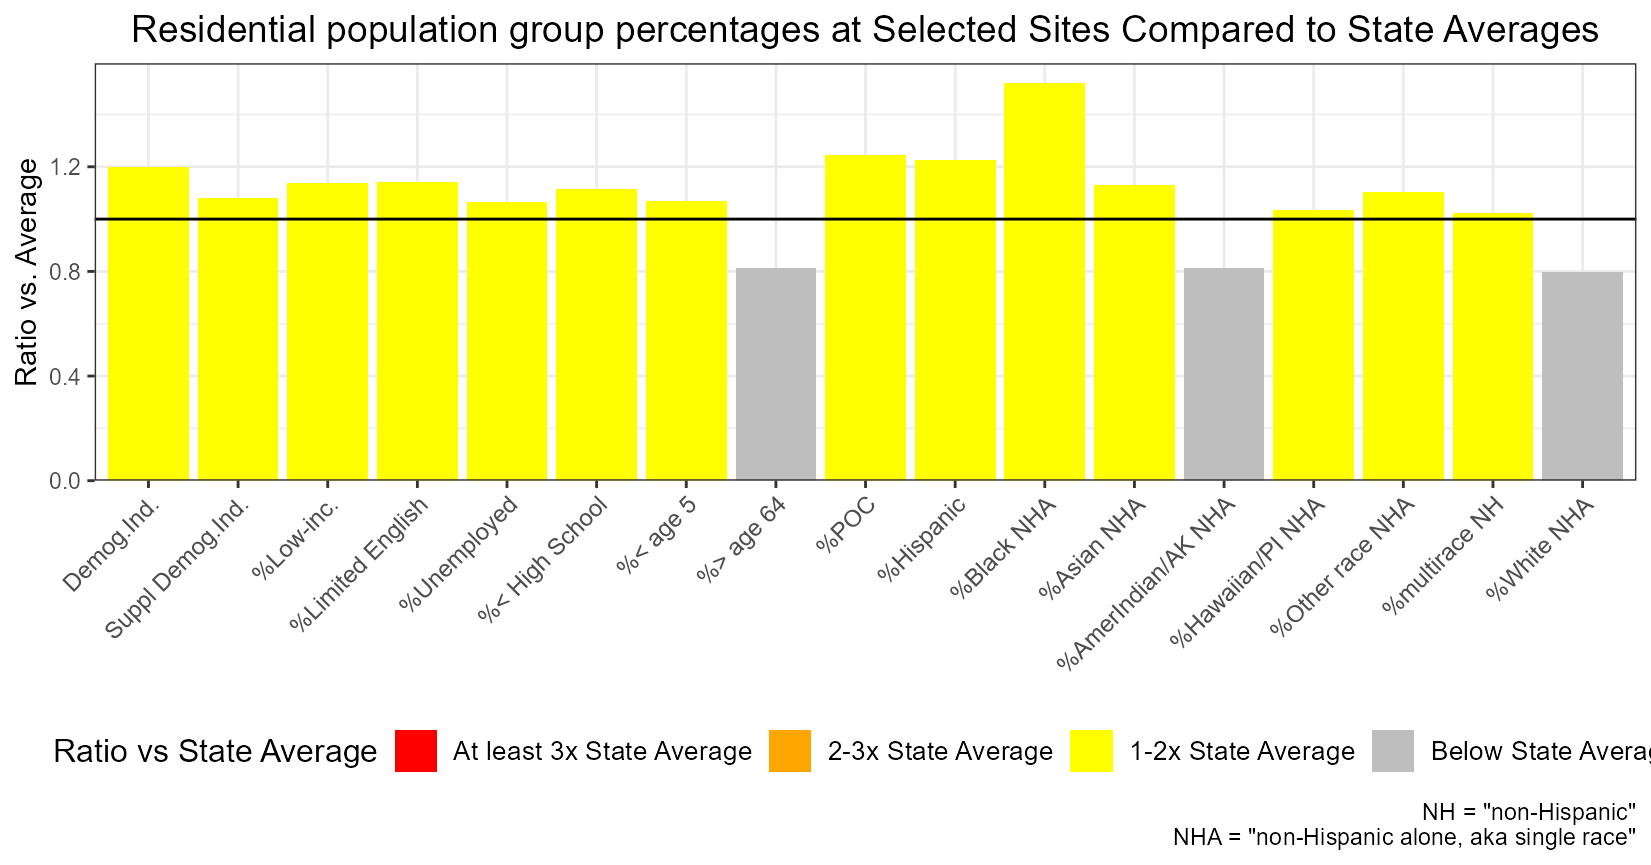 Residential population group percentages at Selected Sites Compared to State Averages
Ratio vs. Average
1.2
0.8
0.4
0.0
Demog.Ind.
Suppl Demog.Ind.
%Low-inc.
%Limited English
%Unemployed
%< High School
%< age 5
%> age 64
%POC
%Hispanic
%Black NHA
%Asian NHA
%AmerIndian/AK NHA
%Hawaiian/PI NHA
%Other race NHA
%multirace NH
%White NHA
Ratio vs State Average At least 3x State Average 2-3x State Average 1-2x State Average Below State Averag
NH = "non-Hispanic"
NHA = "non-Hispanic alone, aka single race"